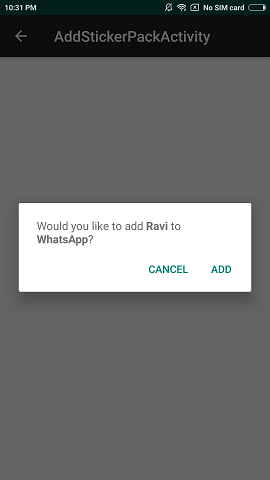 10:31 PM No SIM card
AddStickerPackActivity
Would you like to add Ravi to
WhatsApp?
CANCEL ADD